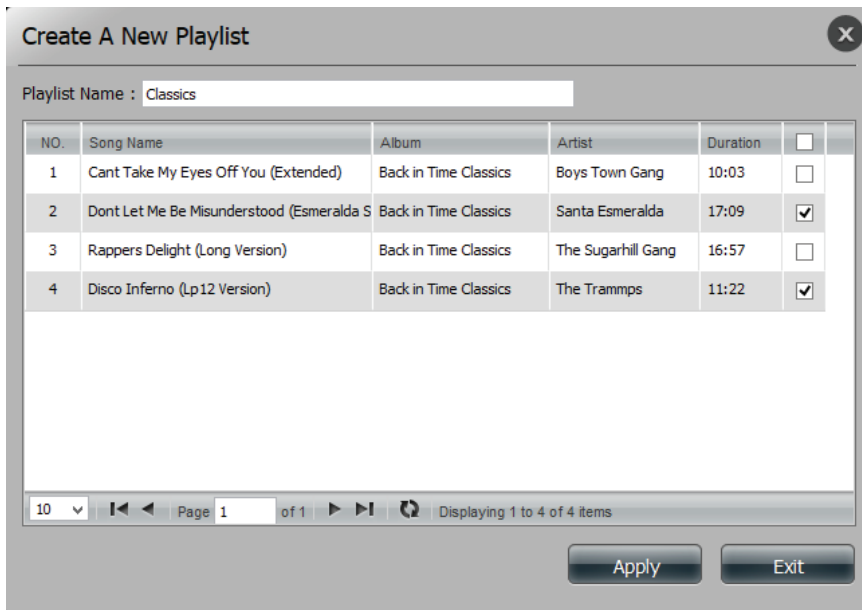 Create A New Playlist
X
Playlist Name : Classics
NO. Song Name Album Artist Duration
1 Cant Take My Eyes Off You (Extended) Back in Time Classics Boys Town Gang 10:03
2 Dont Let Me Be Misunderstood (Esmeralda S Back in Time Classics Santa Esmeralda 17:09
3 Rappers Delight (Long Version) Back in Time Classics The Sugarhill Gang 16:57
4 Disco Inferno (Lp12 Version) Back in Time Classics The Trammps 11:22
10 Page 1 of 1 Displaying 1 to 4 of 4 items
Apply Exit